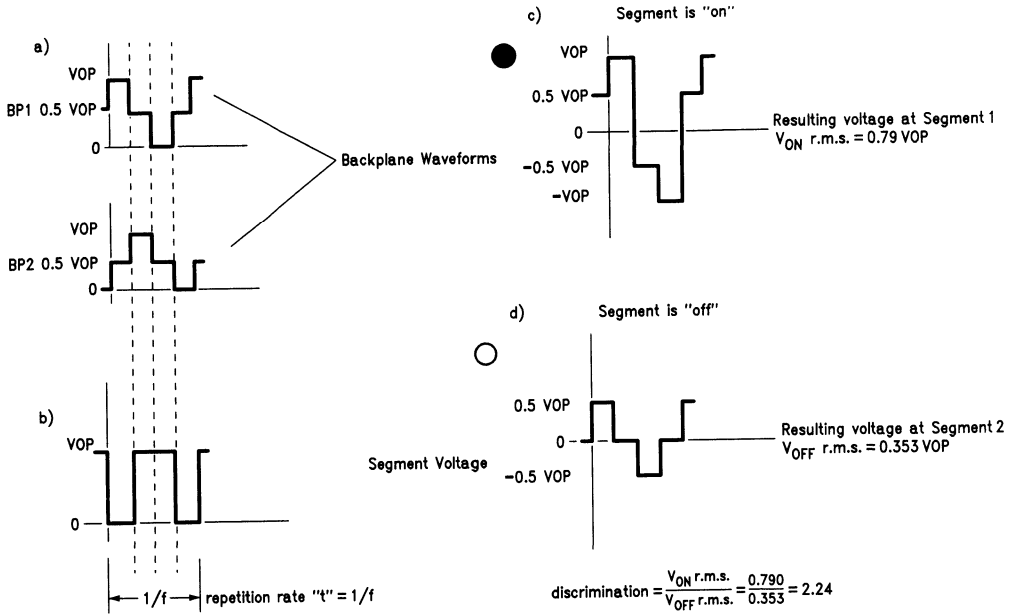 a)
VOP
BP1 0.5 VOP
0
Backplane Waveforms
VOP
BP2 0.5 VOP
0
b)
VOP
0
Segment Voltage
1/f
repetition rate "t" = 1/f
c)
Segment is "on"
VOP
0.5 VOP
0
-0.5 VOP
-VOP
Resulting voltage at Segment 1
VON r.m.s. = 0.79 VOP
d)
Segment is "off"
0.5 VOP
0
-0.5 VOP
Resulting voltage at Segment 2
VOFF r.m.s. = 0.353 VOP
discrimination = VON r.m.s. / VOFF r.m.s. = 0.790 / 0.353 = 2.24